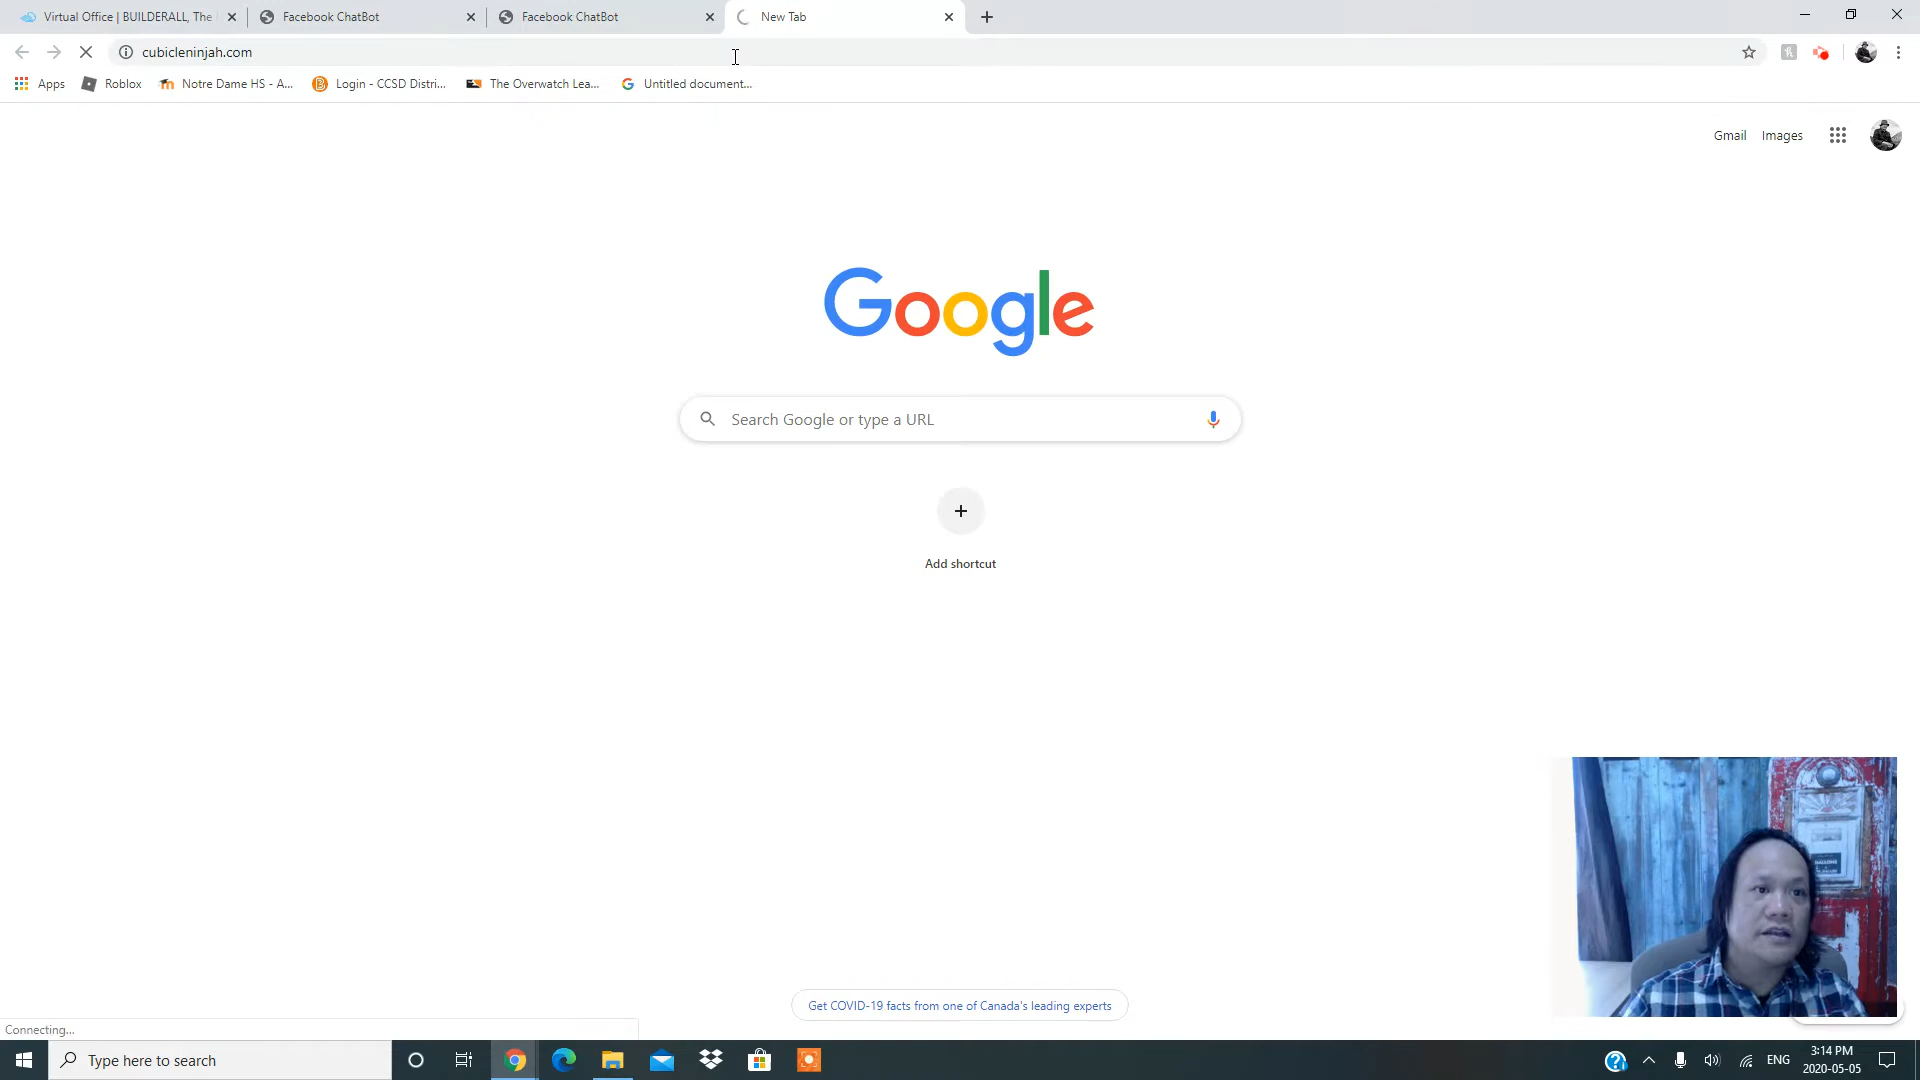 Virtual Office | BUILDERALL, The
Facebook ChatBot
Facebook ChatBot
New Tab
cubicleninjah.com
Apps
Roblox
Notre Dame HS - A...
Login - CCSD Distri...
The Overwatch Lea...
Untitled document...
Gmail
Images
Google
Search Google or type a URL
Add shortcut
Get COVID-19 facts from one of Canada's leading experts
Connecting...
Type here to search
ENG
3:14 PM
2020-05-05